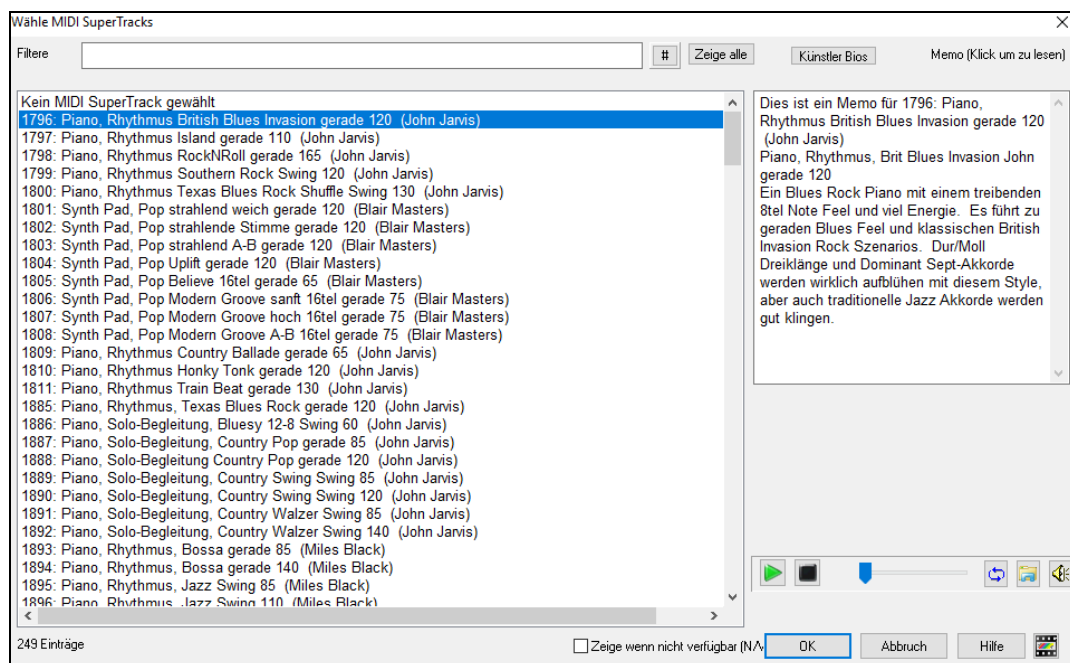 Wähle MIDI SuperTracks
Filtere
#
Zeige alle
Künstler Bios
Memo (Klick um zu lesen)
Kein MIDI SuperTrack gewählt
1796: Piano, Rhythmus British Blues Invasion gerade 120 (John Jarvis)
1797: Piano, Rhythmus Island gerade 110 (John Jarvis)
1798: Piano, Rhythmus RockNRoll gerade 165 (John Jarvis)
1799: Piano, Rhythmus Southern Rock Swing 120 (John Jarvis)
1800: Piano, Rhythmus Texas Blues Rock Shuffle Swing 130 (John Jarvis)
1801: Synth Pad, Pop strahlend weich gerade 120 (Blair Masters)
1802: Synth Pad, Pop strahlende Stimme gerade 120 (Blair Masters)
1803: Synth Pad, Pop strahlend A-B gerade 120 (Blair Masters)
1804: Synth Pad, Pop Uplift gerade 120 (Blair Masters)
1805: Synth Pad, Pop Believe 16tel gerade 65 (Blair Masters)
1806: Synth Pad, Pop Modern Groove sanft 16tel gerade 75 (Blair Masters)
1807: Synth Pad, Pop Modern Groove hoch 16tel gerade 75 (Blair Masters)
1808: Synth Pad, Pop Modern Groove A-B 16tel gerade 75 (Blair Masters)
1809: Piano, Rhythmus Country Ballade gerade 65 (John Jarvis)
1810: Piano, Rhythmus Honky Tonk gerade 120 (John Jarvis)
1811: Piano, Rhythmus Train Beat gerade 130 (John Jarvis)
1885: Piano, Rhythmus, Texas Blues Rock gerade 120 (John Jarvis)
1886: Piano, Solo-Begleitung, Bluesy 12-8 Swing 60 (John Jarvis)
1887: Piano, Solo-Begleitung, Country Pop gerade 85 (John Jarvis)
1888: Piano, Solo-Begleitung Country Pop gerade 120 (John Jarvis)
1889: Piano, Solo-Begleitung, Country Swing Swing 85 (John Jarvis)
1890: Piano, Solo-Begleitung, Country Swing Swing 120 (John Jarvis)
1891: Piano, Solo-Begleitung, Country Walzer Swing 85 (John Jarvis)
1892: Piano, Solo-Begleitung, Country Walzer Swing 140 (John Jarvis)
1893: Piano, Rhythmus, Bossa gerade 85 (Miles Black)
1894: Piano, Rhythmus, Bossa gerade 140 (Miles Black)
1895: Piano, Rhythmus, Jazz Swing 85 (Miles Black)
1896: Piano, Rhythmus, Jazz Swing 110 (Miles Black)
Dies ist ein Memo für 1796: Piano,
Rhythmus British Blues Invasion gerade 120
(John Jarvis)
Piano, Rhythmus, Brit Blues Invasion John
gerade 120
Ein Blues Rock Piano mit einem treibenden
8tel Note Feel und viel Energie. Es führt zu
geraden Blues Feel und klassischen British
Invasion Rock Szenarios. Dur/Moll
Dreiklänge und Dominant Sept-Akkorde
werden wirklich aufblühen mit diesem Style,
aber auch traditionelle Jazz Akkorde werden
gut klingen.
249 Einträge
Zeige wenn nicht verfügbar (N/
OK
Abbruch
Hilfe